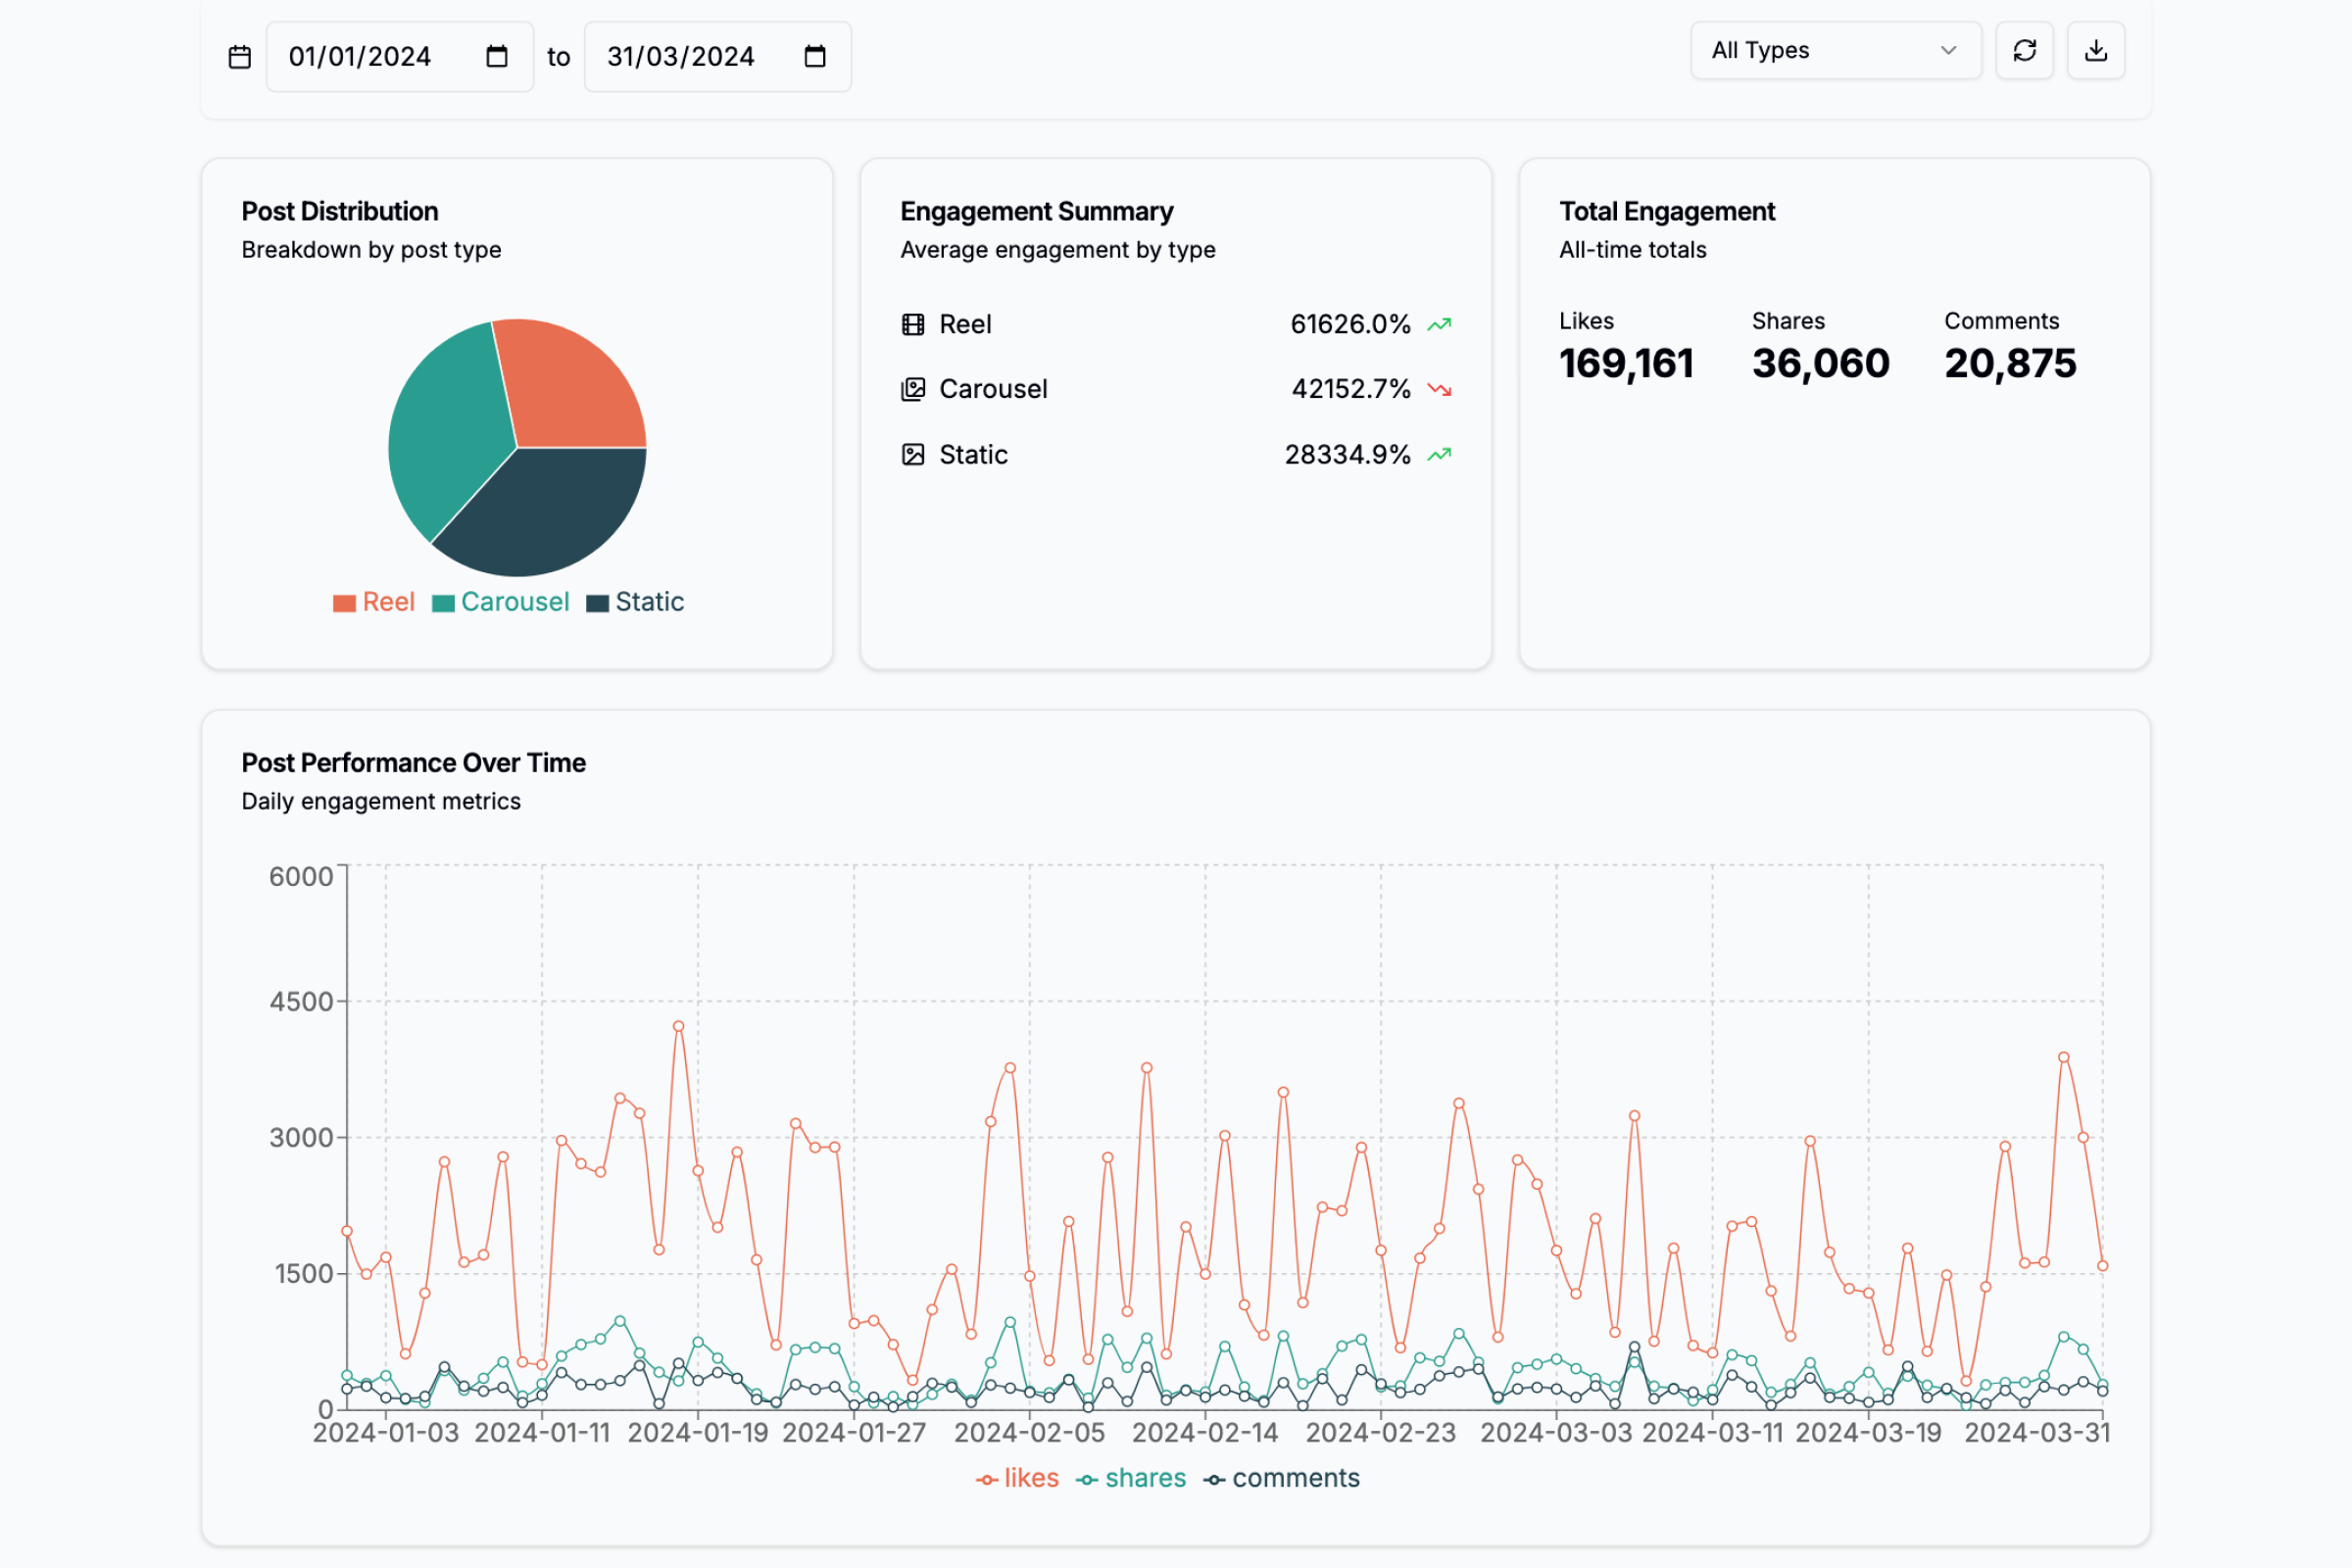 01/01/2024 to 31/03/2024 All Types
Post Distribution
Breakdown by post type
Reel Carousel Static
Engagement Summary
Average engagement by type
Reel 61626.0%
Carousel 42152.7%
Static 28334.9%
Total Engagement
All-time totals
Likes Shares Comments
169,161 36,060 20,875
Post Performance Over Time
Daily engagement metrics
6000
4500
3000
1500
0
2024-01-03 2024-01-11 2024-01-19 2024-01-27 2024-02-05 2024-02-14 2024-02-23 2024-03-03 2024-03-11 2024-03-19 2024-03-31
likes shares comments